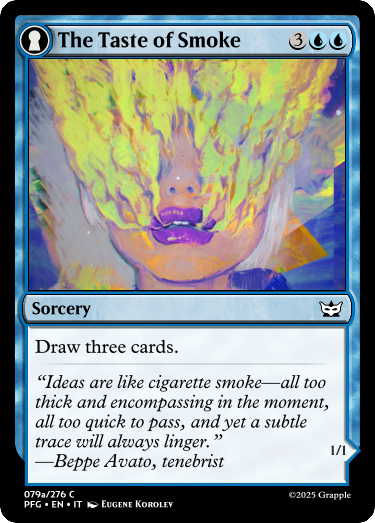 The Taste of Smoke 3
Sorcery
Draw three cards.
“Ideas are like cigarette smoke—all too
thick and encompassing in the moment,
all too quick to pass, and yet a subtle
trace will always linger.”
—Beppe Avato, tenebrist
1/1
079a/276 C
PFG • EN • IT Eugene Korolev
©2025 Grapple